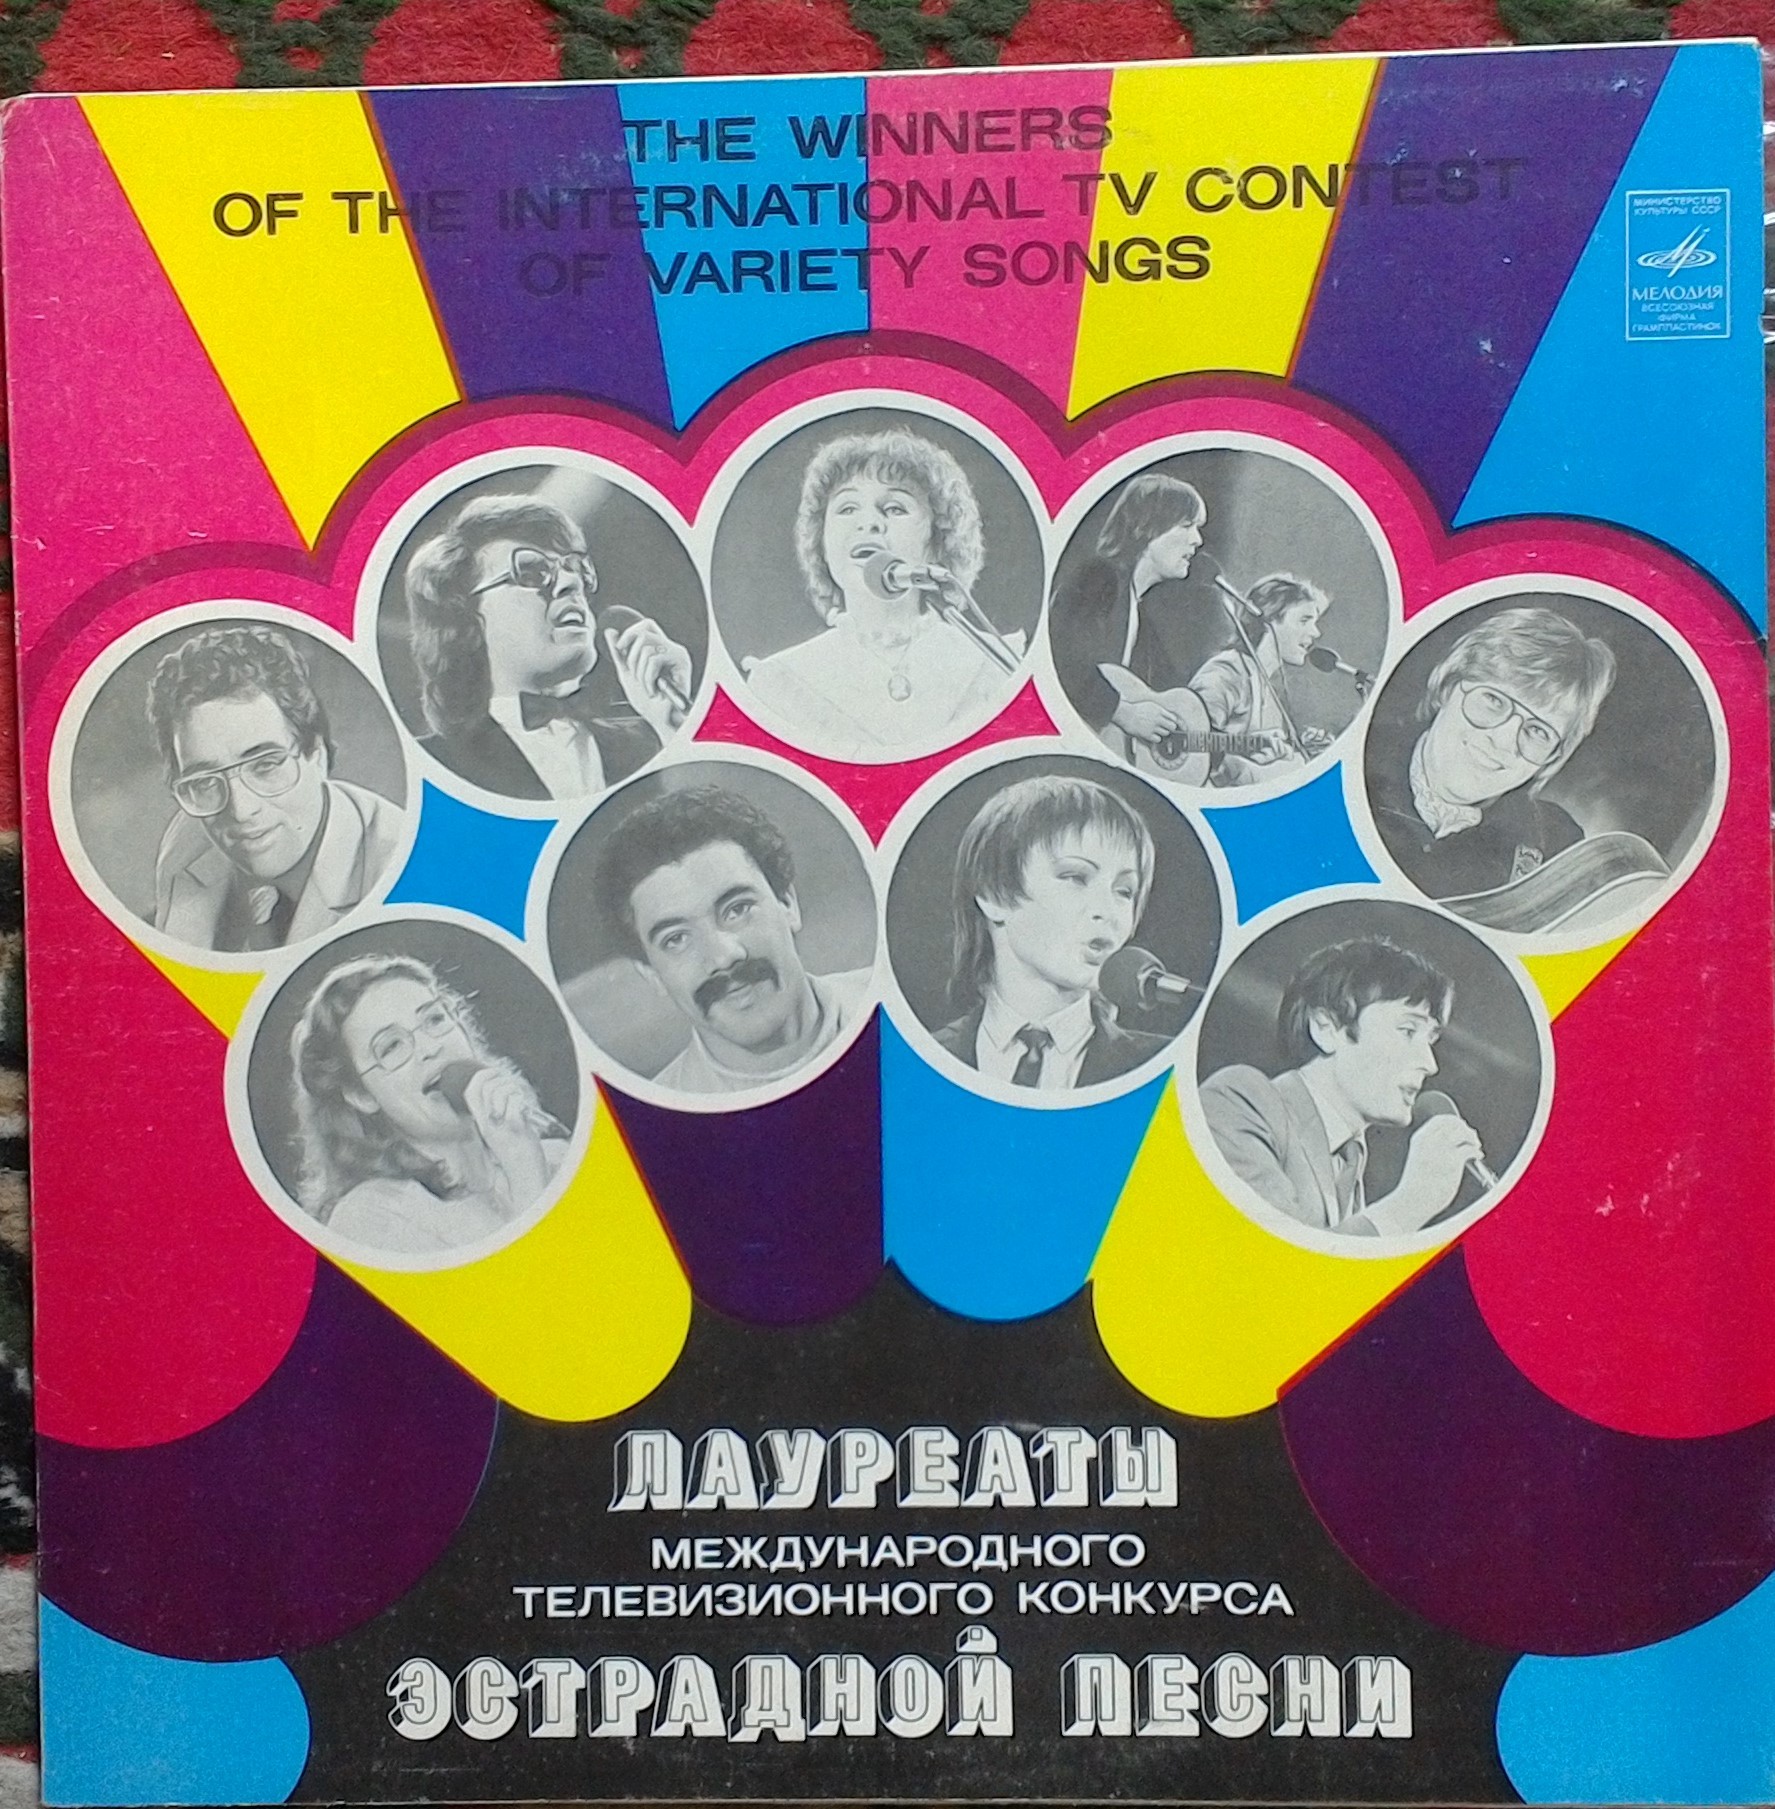 THE WINNERS
OF THE INTERNATIONAL TV CONTEST
OF VARIETY SONGS
МИНИСТЕРСТВО
КУЛЬТУРЫ СССР
МЕЛОДИЯ
ВСЕСОЮЗНАЯ
ФИРМА
ГРАМПЛАСТИНОК
ЛАУРЕАТЫ
МЕЖДУНАРОДНОГО
ТЕЛЕВИЗИОННОГО КОНКУРСА
ЭСТРАДНОЙ ПЕСНИ